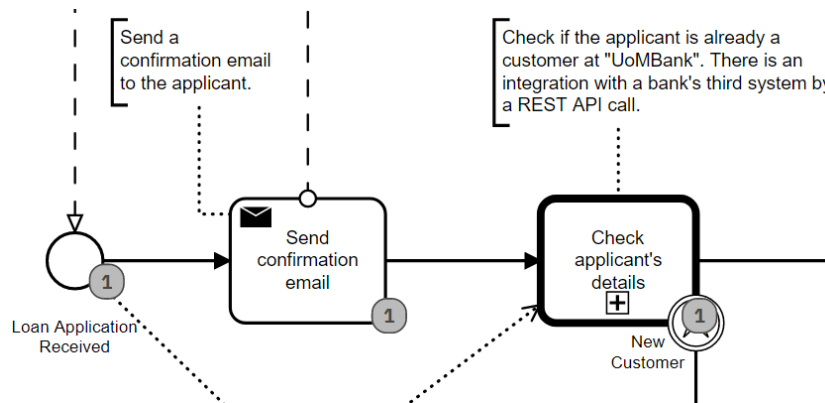 Send a
confirmation email
to the applicant.
Check if the applicant is already a
customer at "UoMBank". There is an
integration with a bank's third system by
a REST API call.
Send
confirmation
email
1
Check
applicant's
details
1
1
Loan Application
Received
New
Customer